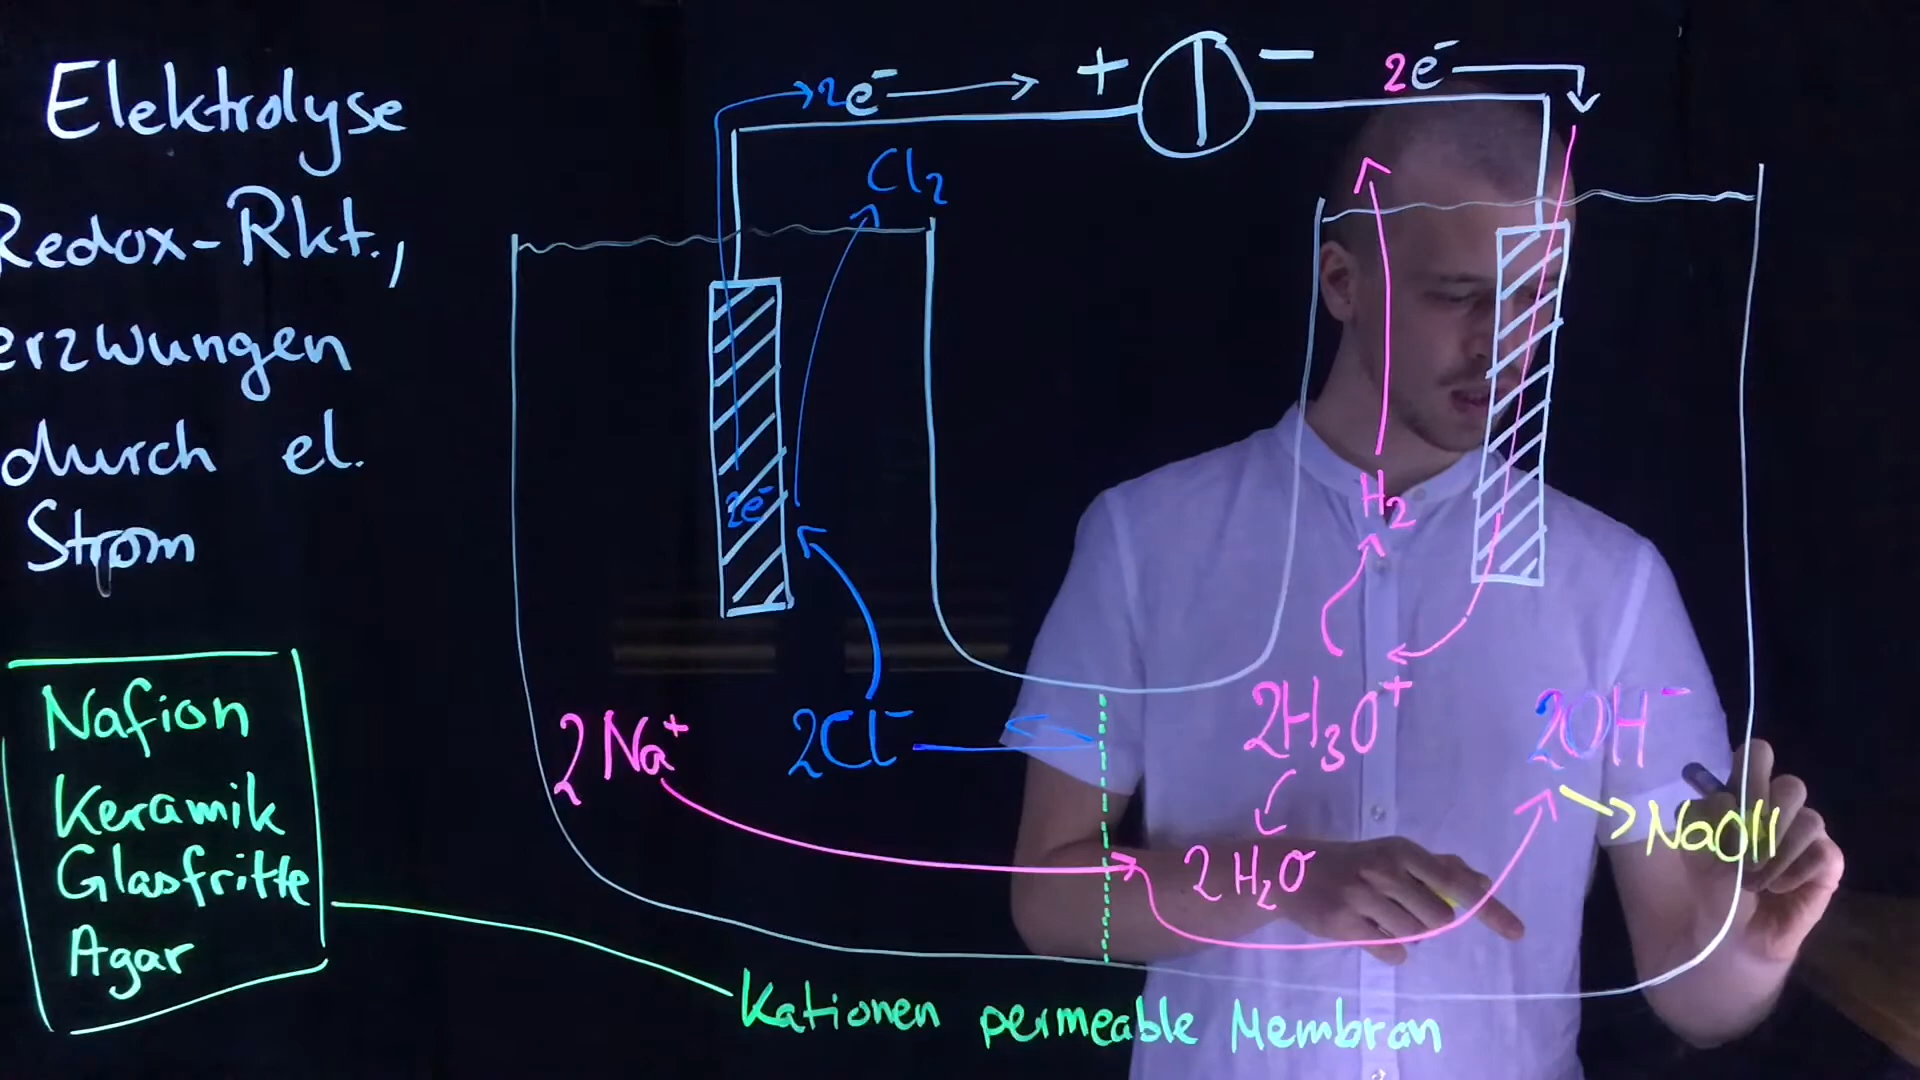 Elektrolyse
Redox-Rkt.,
erzwungen
durch el.
Strom
Nafion
Keramik
Glasfritte
Agar
2e⁻
+
−
2e⁻
Cl₂
2e⁻
H₂
2Na⁺
2Cl⁻
2H₃O⁺
2OH⁻
2H₂O
NaOH
Kationen permeable Membran